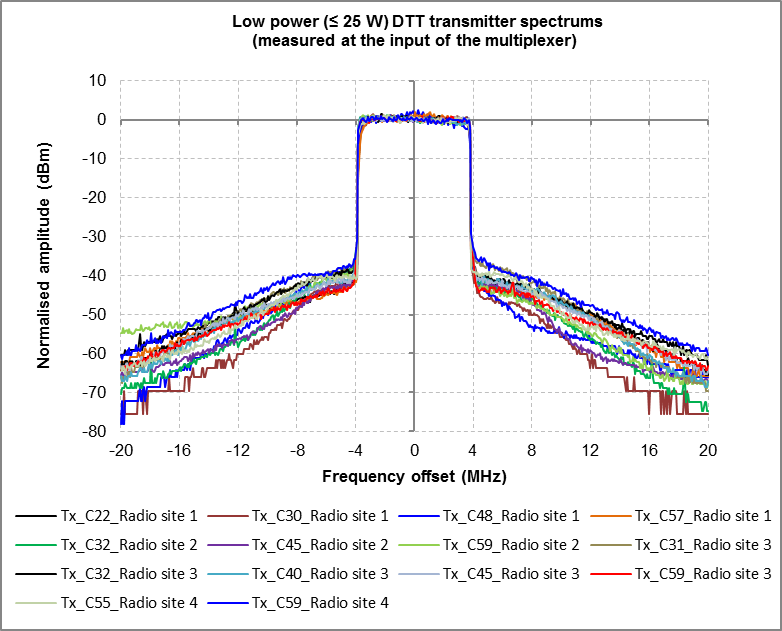 Low power (≤ 25 W) DTT transmitter spectrums
(measured at the input of the multiplexer)
10
0
-10
-20
-30
-40
-50
-60
-70
-80
Normalised amplitude (dBm)
-20 -16 -12 -8 -4 0 4 8 12 16 20
Frequency offset (MHz)
Tx_C22_Radio site 1 Tx_C30_Radio site 1 Tx_C48_Radio site 1 Tx_C57_Radio site 1
Tx_C32_Radio site 2 Tx_C45_Radio site 2 Tx_C59_Radio site 2 Tx_C31_Radio site 3
Tx_C32_Radio site 3 Tx_C40_Radio site 3 Tx_C45_Radio site 3 Tx_C59_Radio site 3
Tx_C55_Radio site 4 Tx_C59_Radio site 4